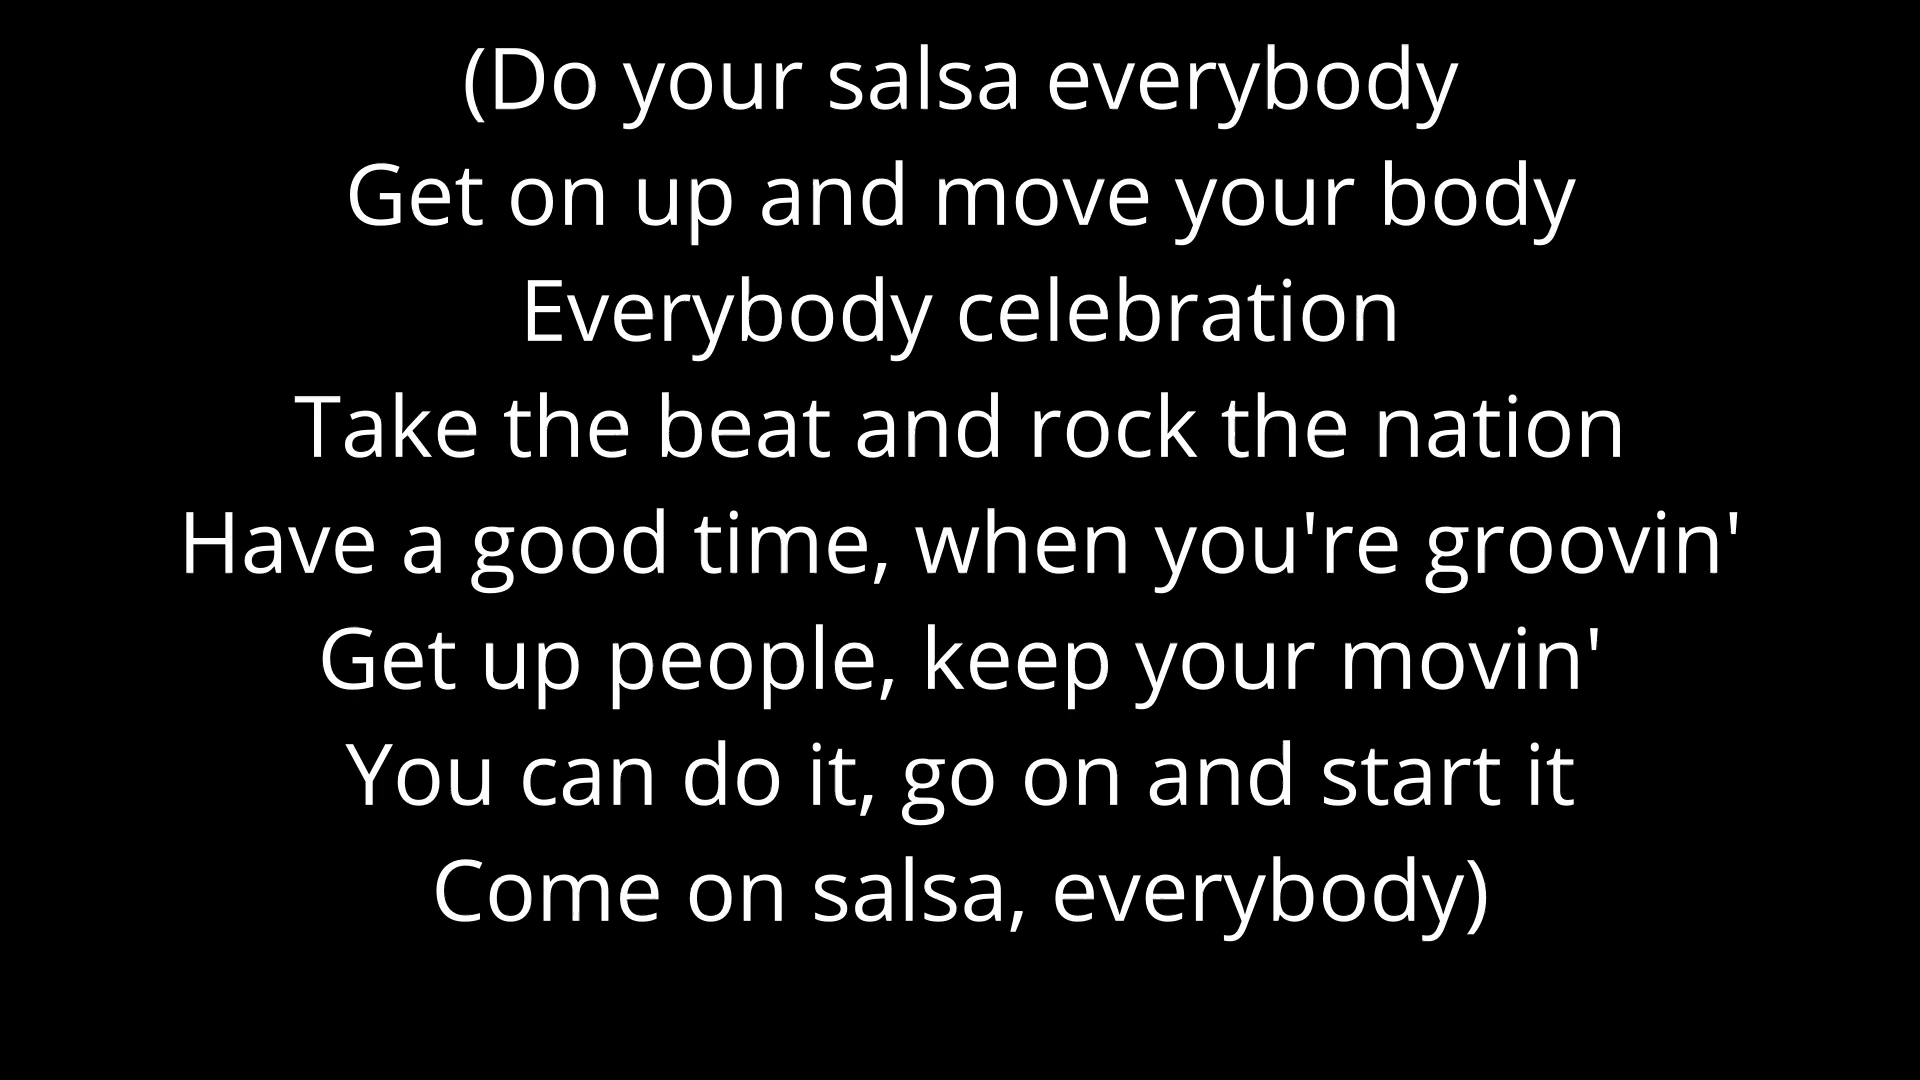 (Do your salsa everybody
Get on up and move your body
Everybody celebration
Take the beat and rock the nation
Have a good time, when you're groovin'
Get up people, keep your movin'
You can do it, go on and start it
Come on salsa, everybody)